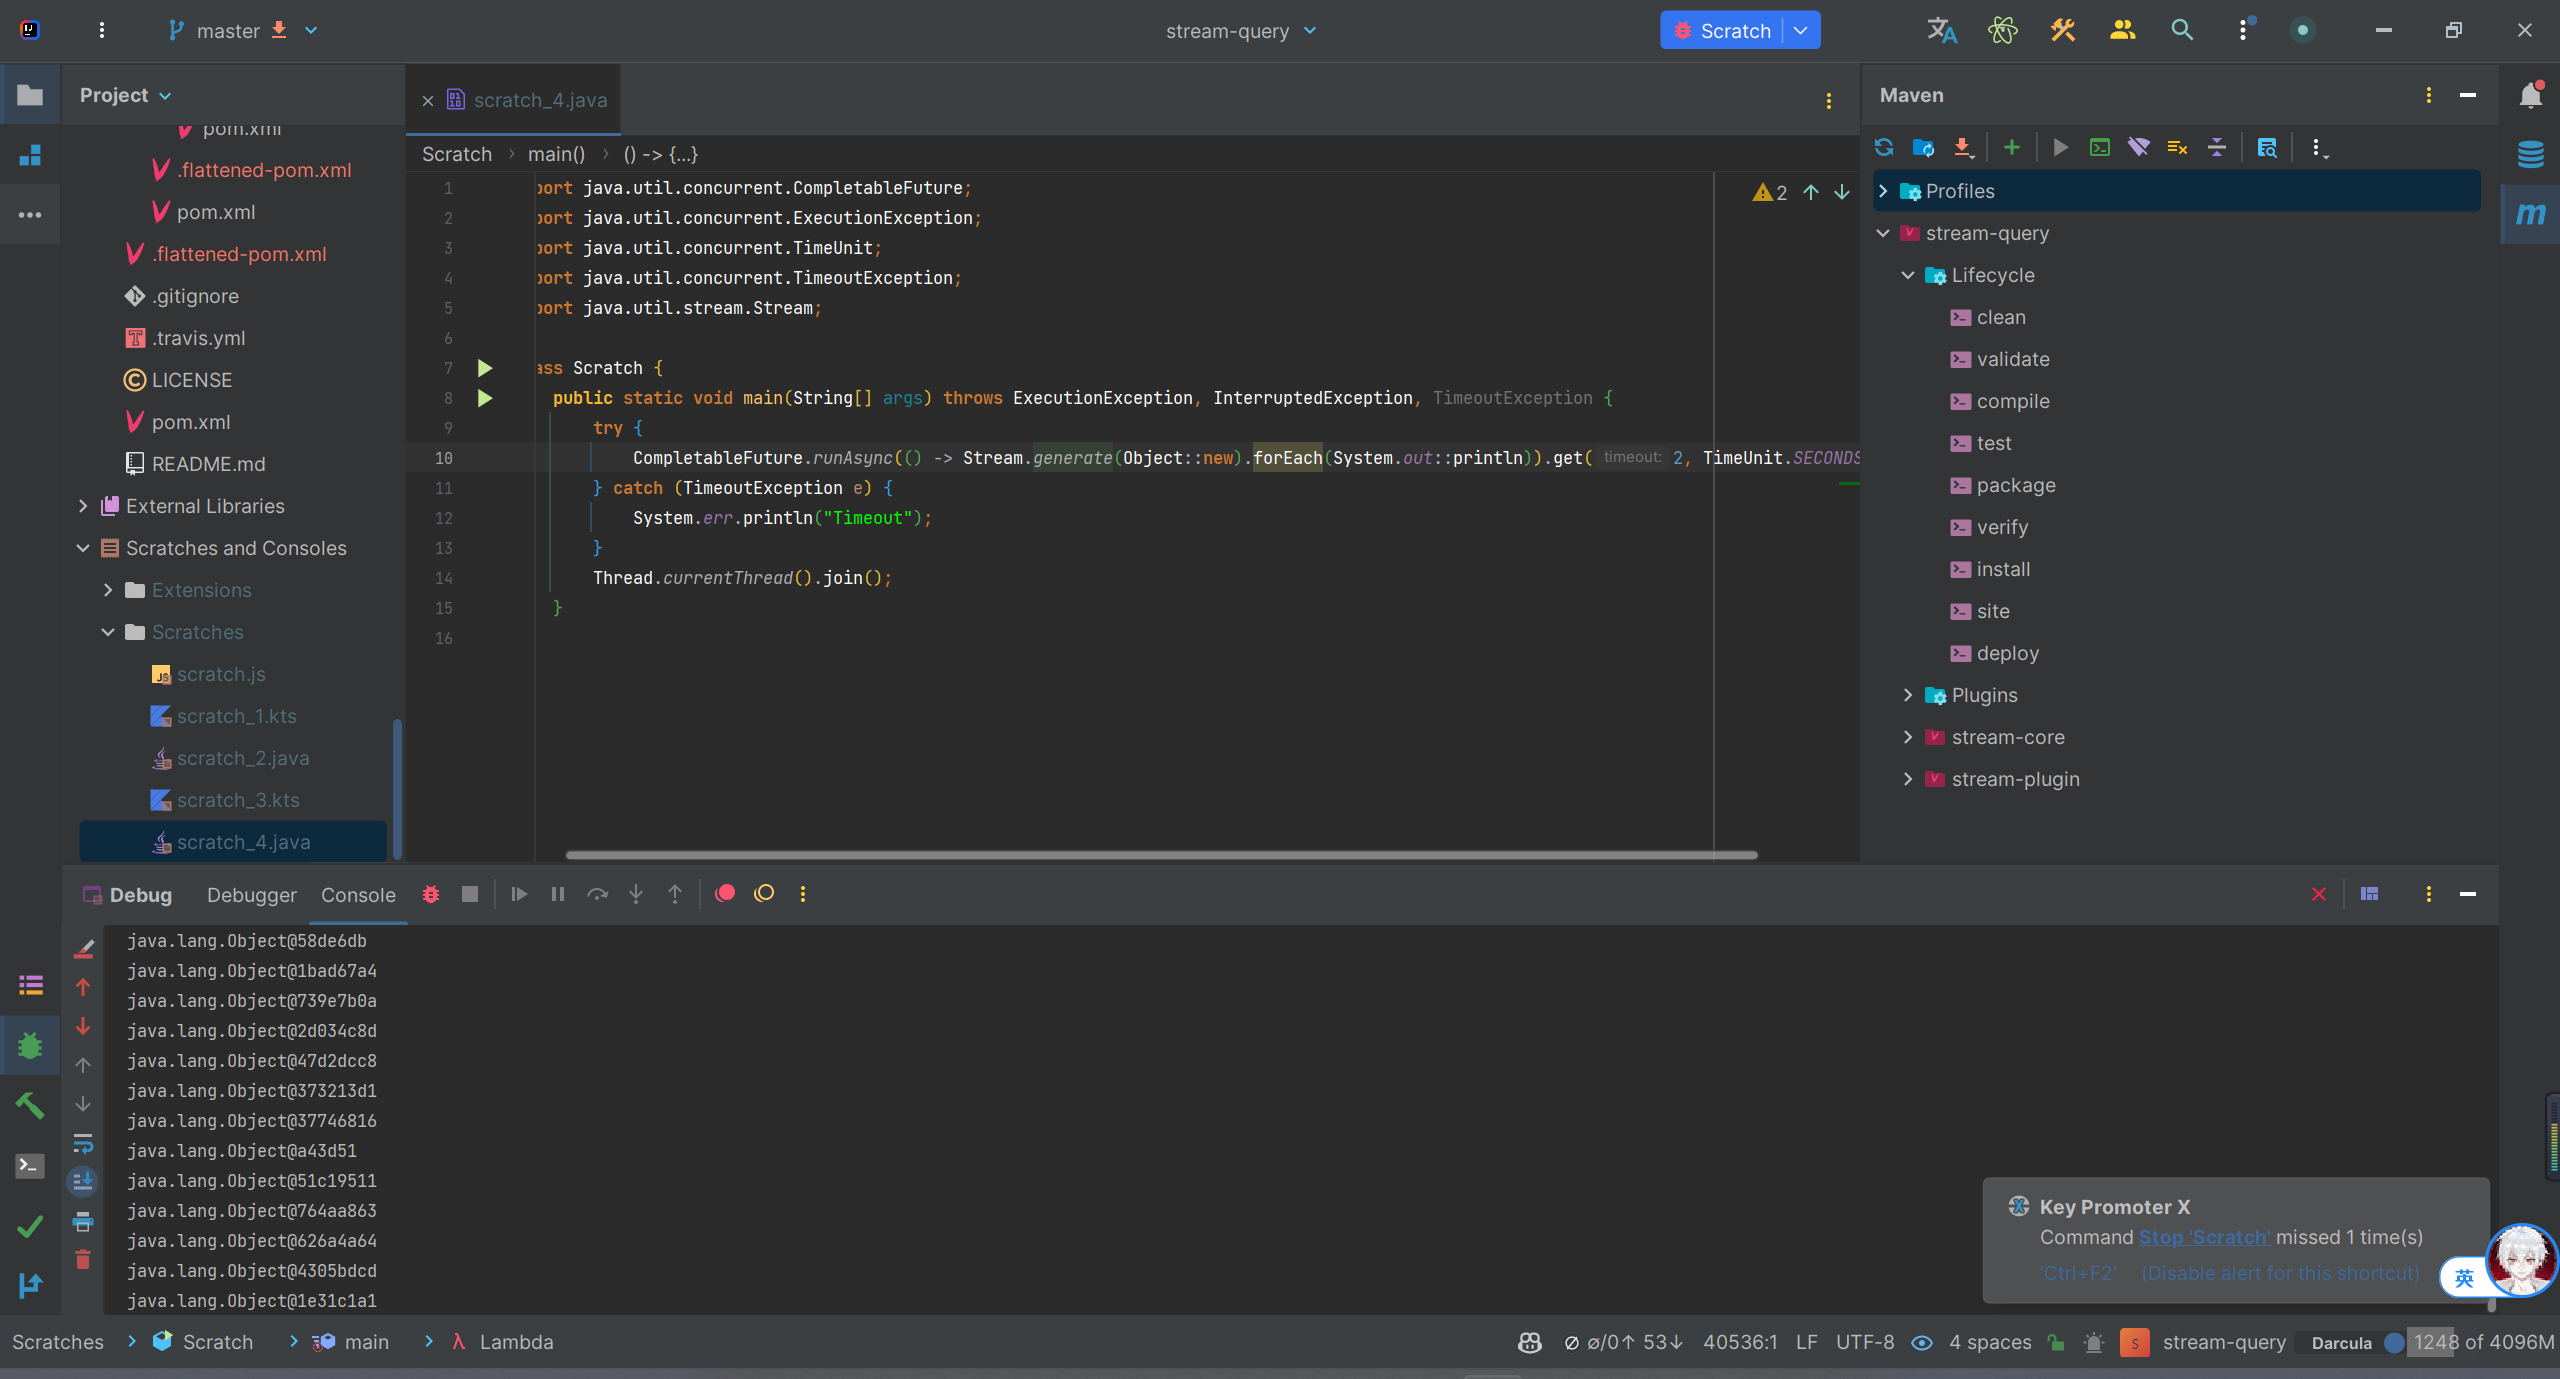 master
stream-query
Scratch
Project
pom.xml
.flattened-pom.xml
pom.xml
.flattened-pom.xml
.gitignore
.travis.yml
LICENSE
pom.xml
README.md
External Libraries
Scratches and Consoles
Extensions
Scratches
scratch.js
scratch_1.kts
scratch_2.java
scratch_3.kts
scratch_4.java
scratch_4.java
Scratch > main() > () -> {...}
2
1 port java.util.concurrent.CompletableFuture;
2 port java.util.concurrent.ExecutionException;
3 port java.util.concurrent.TimeUnit;
4 port java.util.concurrent.TimeoutException;
5 port java.util.stream.Stream;
6
7 ass Scratch {
8 public static void main(String[] args) throws ExecutionException, InterruptedException, TimeoutException {
9 try {
10 CompletableFuture.runAsync(() -> Stream.generate(Object::new).forEach(System.out::println)).get( timeout: 2, TimeUnit.SECONDS
11 } catch (TimeoutException e) {
12 System.err.println("Timeout");
13 }
14 Thread.currentThread().join();
15 }
16
Maven
Profiles
stream-query
Lifecycle
clean
validate
compile
test
package
verify
install
site
deploy
Plugins
stream-core
stream-plugin
Debug Debugger Console
java.lang.Object@58de6db
java.lang.Object@1bad67a4
java.lang.Object@739e7b0a
java.lang.Object@2d034c8d
java.lang.Object@47d2dcc8
java.lang.Object@373213d1
java.lang.Object@37746816
java.lang.Object@a43d51
java.lang.Object@51c19511
java.lang.Object@764aa863
java.lang.Object@626a4a64
java.lang.Object@4305bdcd
java.lang.Object@1e31c1a1
Key Promoter X
Command Stop 'Scratch' missed 1 time(s)
'Ctrl+F2' (Disable alert for this shortcut)
英
Scratches > Scratch > main > λ Lambda
∅/0↑ 53↓ 40536:1 LF UTF-8 4 spaces S stream-query Darcula 1248 of 4096M